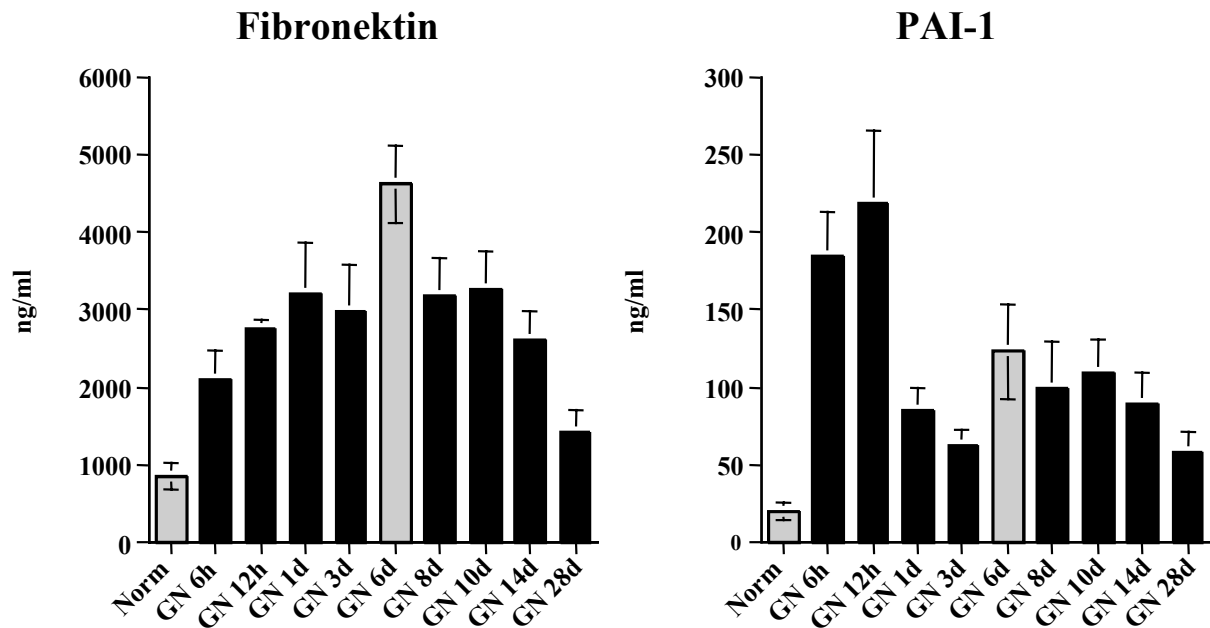 Fibronektin
6000
5000
4000
3000
2000
1000
0
ng/ml
Norm
GN 6h
GN 12h
GN 1d
GN 3d
GN 6d
GN 8d
GN 10d
GN 14d
GN 28d
PAI-1
300
250
200
150
100
50
0
ng/ml
Norm
GN 6h
GN 12h
GN 1d
GN 3d
GN 6d
GN 8d
GN 10d
GN 14d
GN 28d